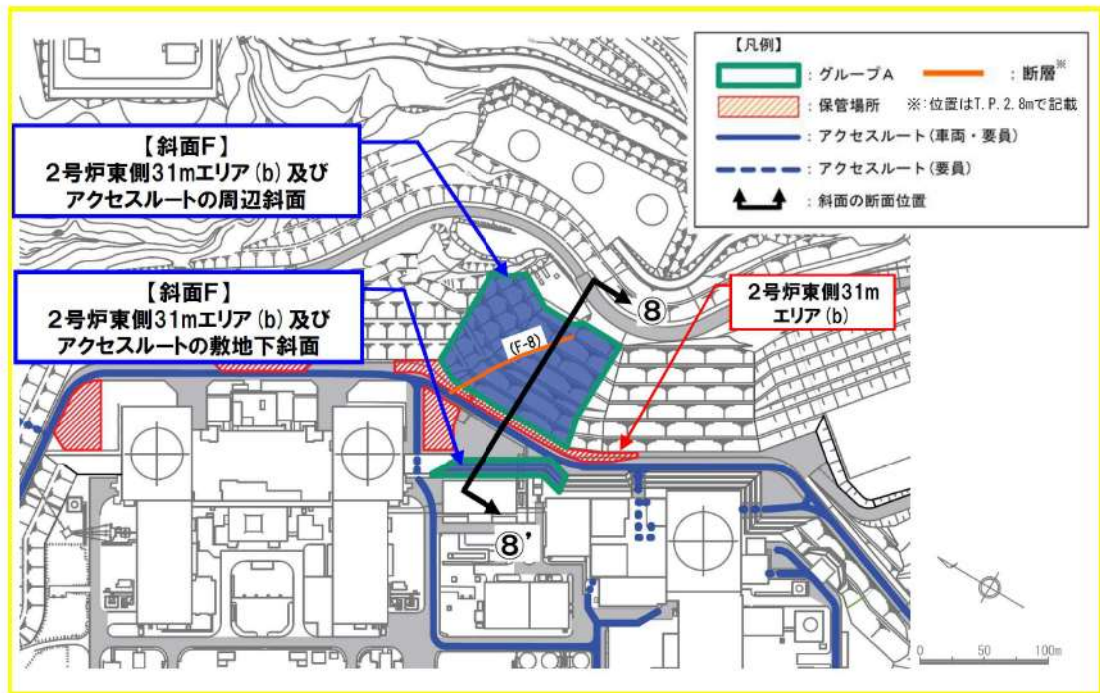 【凡例】
: グループA
: 断層※
: 保管場所
※:位置はT.P.2.8mで記載
: アクセスルート(車両・要員)
: アクセスルート(要員)
: 斜面の断面位置
【斜面F】
2号炉東側31mエリア(b)及び
アクセスルートの周辺斜面
【斜面F】
2号炉東側31mエリア(b)及び
アクセスルートの敷地下斜面
2号炉東側31m
エリア(b)
⑧
(F-8)
⑧'
0 50 100m